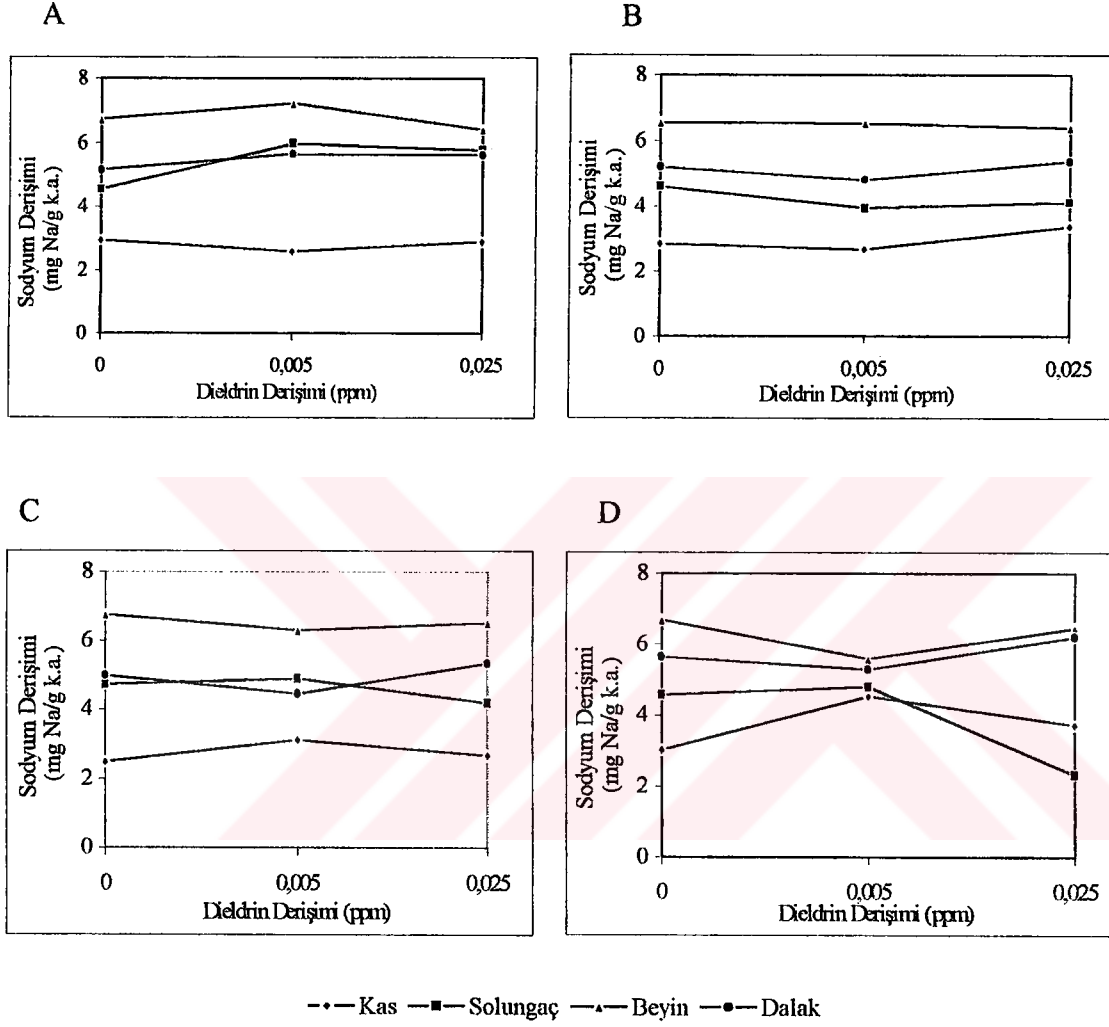 A
B
8
6
4
2
0
Sodyum Derişimi
(mg Na/g k.a.)
0
0,005
0,025
Dieldrin Derişimi (ppm)
8
6
4
2
0
Sodyum Derişimi
(mg Na/g k.a.)
0
0,005
0,025
Dieldrin Derişimi (ppm)
C
D
8
6
4
2
0
Sodyum Derişimi
(mg Na/g k.a.)
0
0,005
0,025
Dieldrin Derişimi (ppm)
8
6
4
2
0
Sodyum Derişimi
(mg Na/g k.a.)
0
0,005
0,025
Dieldrin Derişimi (ppm)
Kas Solungaç Beyin Dalak